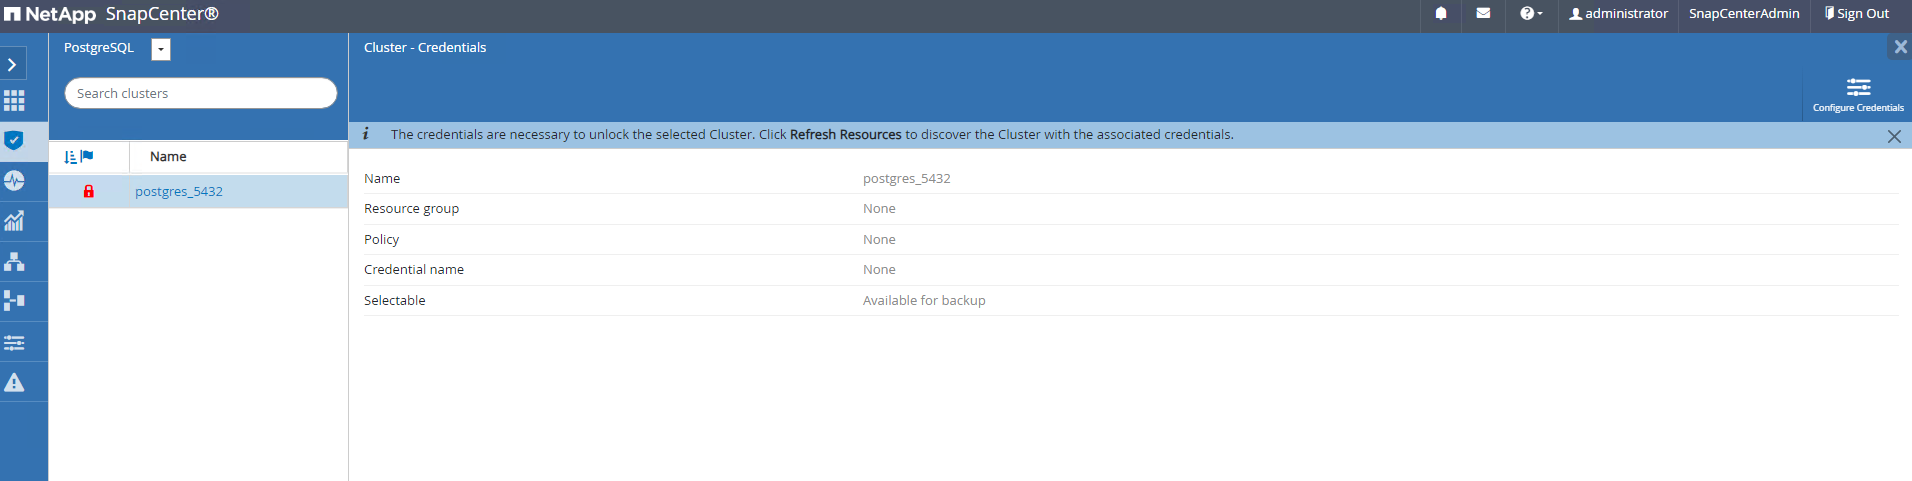 NetApp SnapCenter®
administrator SnapCenterAdmin Sign Out
PostgreSQL
Search clusters
Name
postgres_5432
Cluster - Credentials
Configure Credentials
The credentials are necessary to unlock the selected Cluster. Click Refresh Resources to discover the Cluster with the associated credentials.
Name postgres_5432
Resource group None
Policy None
Credential name None
Selectable Available for backup